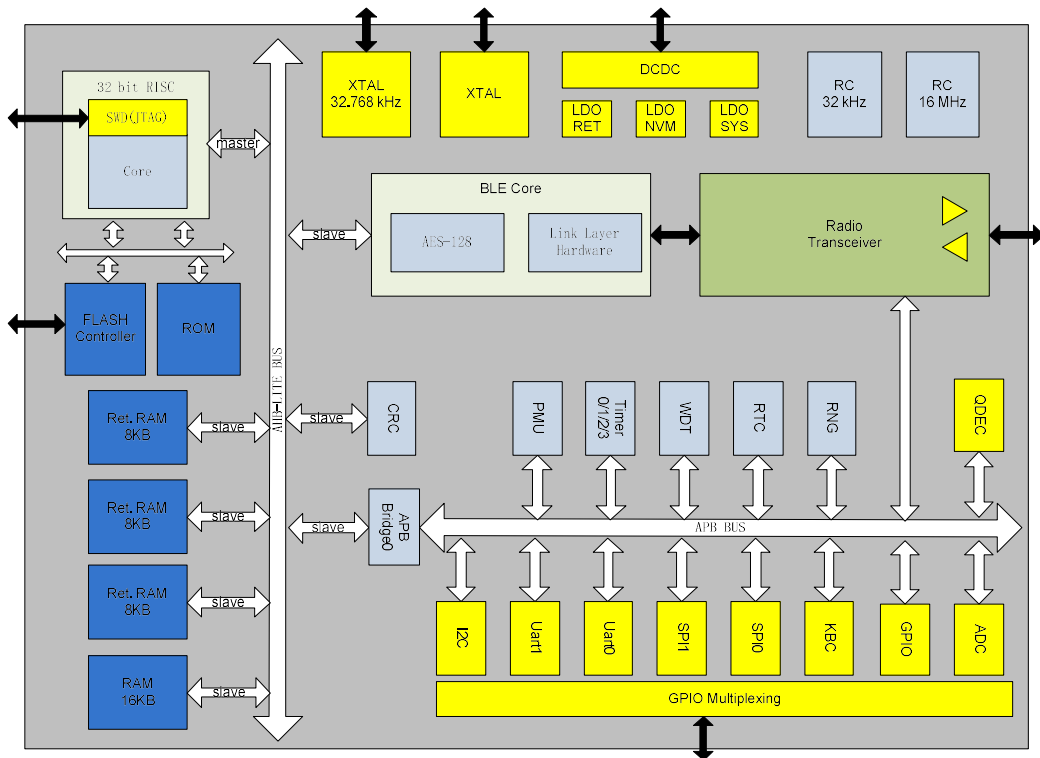 XTAL
32.768 kHz
XTAL
DCDC
LDO
RET
LDO
NVM
LDO
SYS
RC
32 kHz
RC
16 MHz
32 bit RISC
SWD(JTAG)
Core
master
BLE Core
AES-128
Link Layer
Hardware
slave
Radio
Transceiver
FLASH
Controller
ROM
AHB-LITE BUS
Ret. RAM
8KB
slave
Ret. RAM
8KB
slave
Ret. RAM
8KB
slave
RAM
16KB
slave
slave
CRC
slave
APB
Bridge0
PMU
Timer
0/1/2/3
WDT
RTC
RNG
QDEC
APB BUS
I2C
Uart1
Uart0
SPI1
SPI0
KBC
GPIO
ADC
GPIO Multiplexing